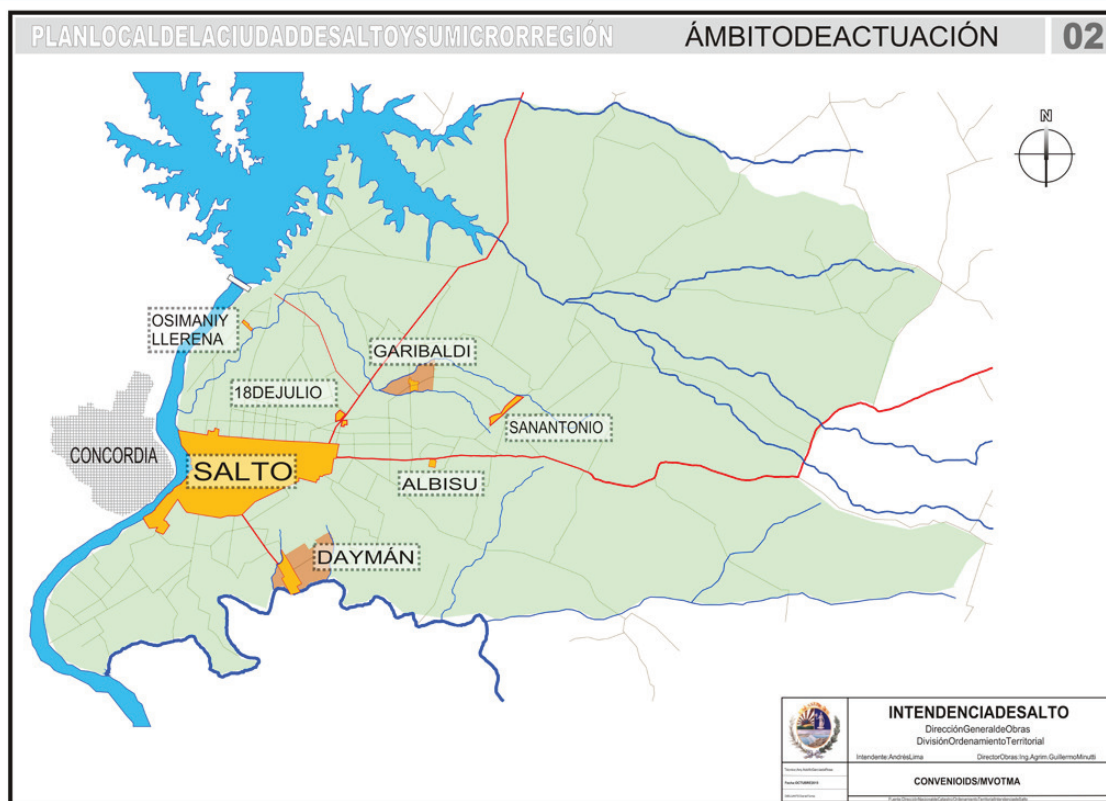 PLANLOCALDELACIUDADDESALTOYSUMICRORREGIÓN
ÁMBITODEACTUACIÓN
02
N
OSIMANIY
LLERENA
GARIBALDI
18DEJULIO
SANANTONIO
CONCORDIA
SALTO
ALBISU
DAYMÁN
INTENDENCIADESALTO
DirecciónGeneraldeObras
DivisiónOrdenamientoTerritorial
Intendente:AndrésLima
DirectorObras:Ing.Agrim.GuillermoMinutti
CONVENIOIDS/MVOTMA